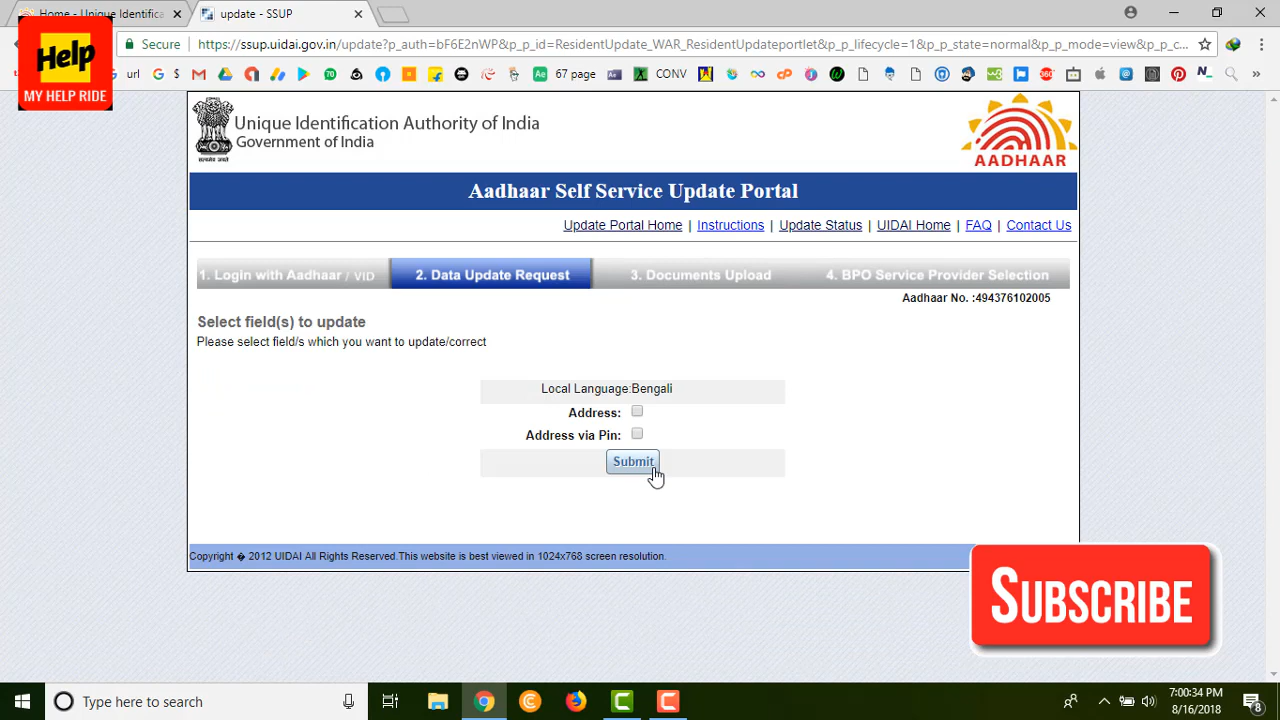 Home - Unique Identifica
update - SSUP
Secure
https://ssup.uidai.gov.in/update?p_auth=bF6E2nWP&p_p_id=ResidentUpdate_WAR_ResidentUpdateportlet&p_p_lifecycle=1&p_p_state=normal&p_p_mode=view&p_p_c...
url
67 page
CONV
Help
MY HELP RIDE
Unique Identification Authority of India
Government of India
AADHAAR
Aadhaar Self Service Update Portal
Update Portal Home | Instructions | Update Status | UIDAI Home | FAQ | Contact Us
1. Login with Aadhaar / VID
2. Data Update Request
3. Documents Upload
4. BPO Service Provider Selection
Aadhaar No. :494376102005
Select field(s) to update
Please select field/s which you want to update/correct
Local Language:Bengali
Address:
Address via Pin:
Submit
Copyright � 2012 UIDAI All Rights Reserved.This website is best viewed in 1024x768 screen resolution.
SUBSCRIBE
Type here to search
7:00:34 PM
8/16/2018
8